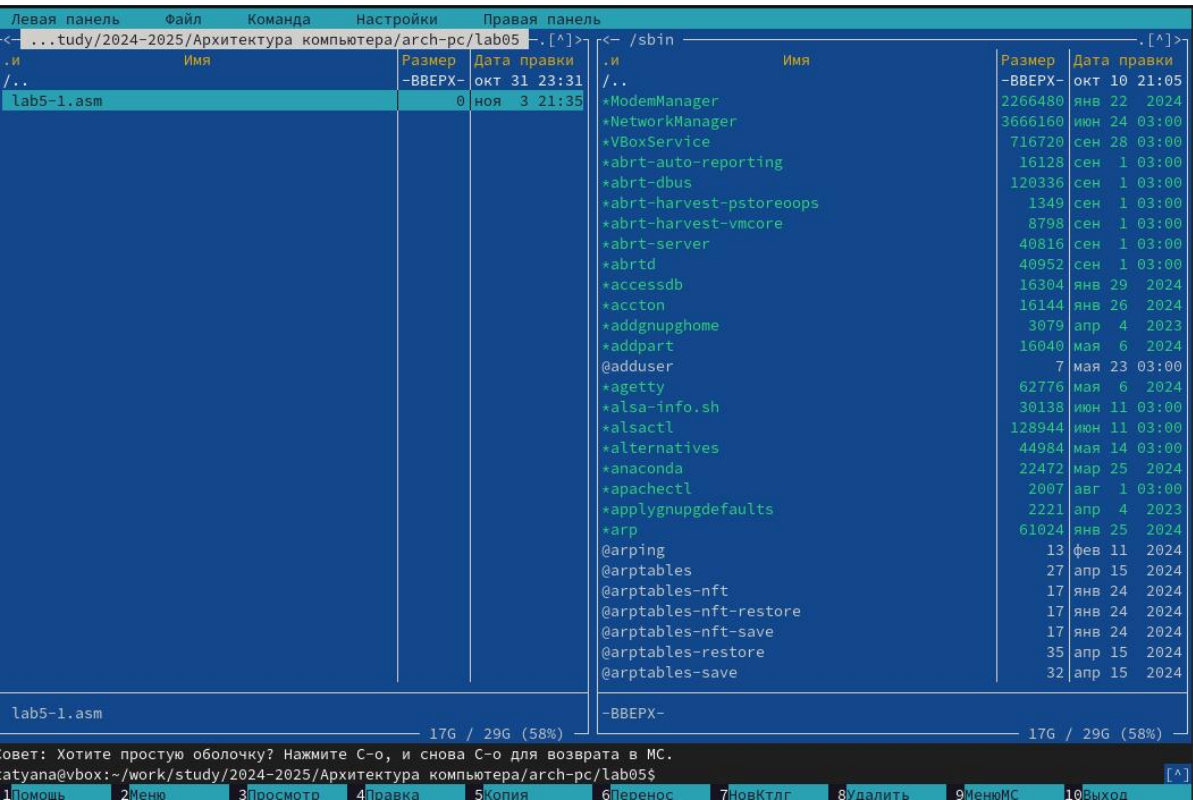 Левая панель Файл Команда Настройки Правая панель
<- ...tudy/2024-2025/Архитектура компьютера/arch-pc/lab05 -.[^]>
.и Имя Размер Дата правки
/.. -ВВЕРХ- окт 31 23:31
lab5-1.asm 0 ноя 3 21:35
lab5-1.asm
17G / 29G (58%)
<- /sbin .[^]>
.и Имя Размер Дата правки
/.. -ВВЕРХ- окт 10 21:05
*ModemManager 2266480 янв 22 2024
*NetworkManager 3666160 июн 24 03:00
*VBoxService 716720 сен 28 03:00
*abrt-auto-reporting 16128 сен 1 03:00
*abrt-dbus 120336 сен 1 03:00
*abrt-harvest-pstoreoops 1349 сен 1 03:00
*abrt-harvest-vmcore 8798 сен 1 03:00
*abrt-server 40816 сен 1 03:00
*abrtd 40952 сен 1 03:00
*accessdb 16304 янв 29 2024
*accton 16144 янв 26 2024
*addgnupghome 3079 апр 4 2023
*addpart 16040 мая 6 2024
@adduser 7 мая 23 03:00
*agetty 62776 мая 6 2024
*alsa-info.sh 30138 июн 11 03:00
*alsactl 128944 июн 11 03:00
*alternatives 44984 мая 14 03:00
*anaconda 22472 мар 25 2024
*apachectl 2007 авг 1 03:00
*applygnupgdefaults 2221 апр 4 2023
*arp 61024 янв 25 2024
@arping 13 фев 11 2024
@arptables 27 апр 15 2024
@arptables-nft 17 янв 24 2024
@arptables-nft-restore 17 янв 24 2024
@arptables-nft-save 17 янв 24 2024
@arptables-restore 35 апр 15 2024
@arptables-save 32 апр 15 2024
-ВВЕРХ-
17G / 29G (58%)
Совет: Хотите простую оболочку? Нажмите C-o, и снова C-o для возврата в MC.
tatyana@vbox:~/work/study/2024-2025/Архитектура компьютера/arch-pc/lab05$ [^]
1Помощь 2Меню 3Просмотр 4Правка 5Копия 6Перенос 7НовКтлг 8Удалить 9МенюMC 10Выход